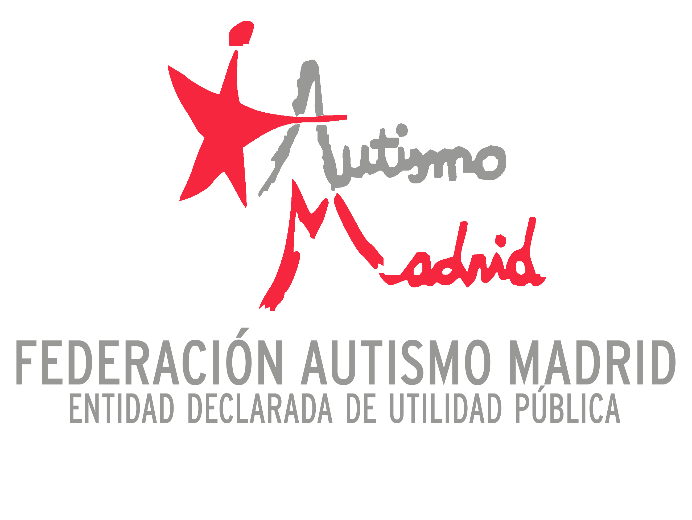 Autismo
Madrid
FEDERACIÓN AUTISMO MADRID
ENTIDAD DECLARADA DE UTILIDAD PÚBLICA